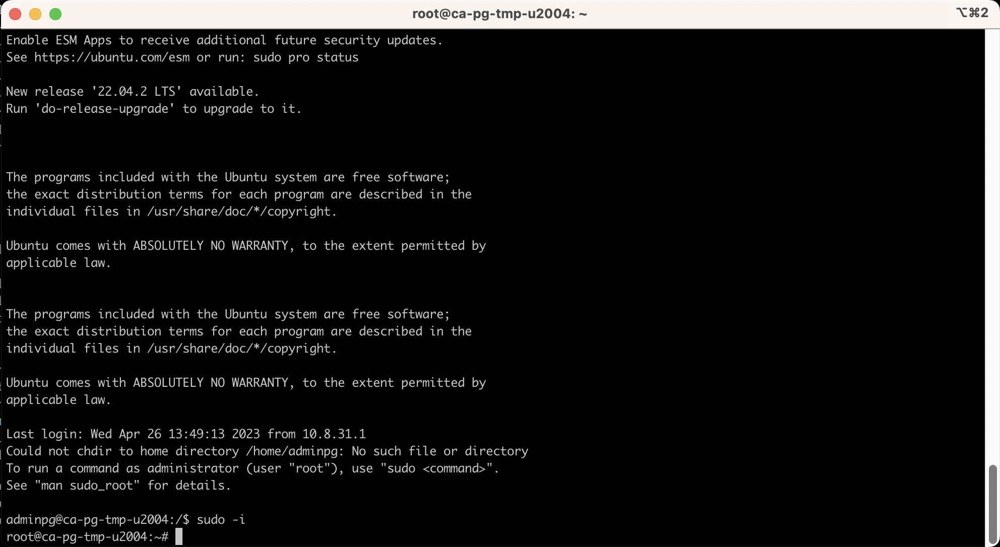 root@ca-pg-tmp-u2004: ~
⌥⌘2
Enable ESM Apps to receive additional future security updates.
See https://ubuntu.com/esm or run: sudo pro status
New release '22.04.2 LTS' available.
Run 'do-release-upgrade' to upgrade to it.
The programs included with the Ubuntu system are free software;
the exact distribution terms for each program are described in the
individual files in /usr/share/doc/*/copyright.
Ubuntu comes with ABSOLUTELY NO WARRANTY, to the extent permitted by
applicable law.
The programs included with the Ubuntu system are free software;
the exact distribution terms for each program are described in the
individual files in /usr/share/doc/*/copyright.
Ubuntu comes with ABSOLUTELY NO WARRANTY, to the extent permitted by
applicable law.
Last login: Wed Apr 26 13:49:13 2023 from 10.8.31.1
Could not chdir to home directory /home/adminpg: No such file or directory
To run a command as administrator (user "root"), use "sudo <command>".
See "man sudo_root" for details.
adminpg@ca-pg-tmp-u2004:/$ sudo -i
root@ca-pg-tmp-u2004:~#